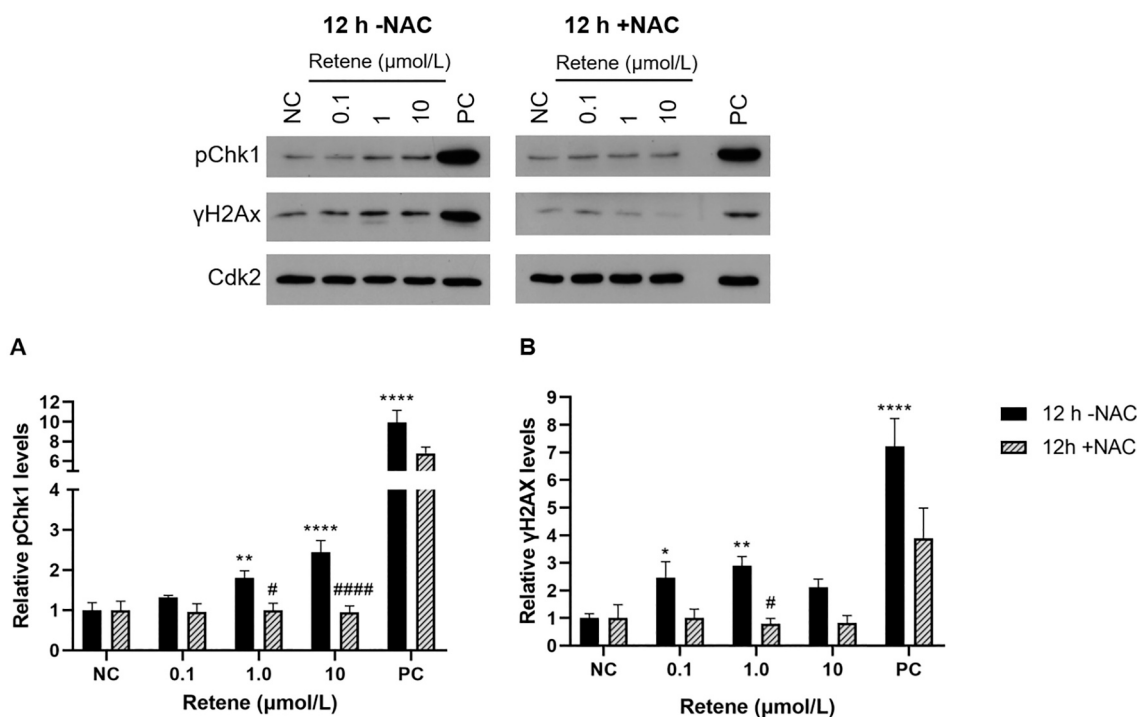 12 h -NAC
12 h +NAC
Retene (µmol/L)
Retene (µmol/L)
NC 0.1 1 10 PC
NC 0.1 1 10 PC
pChk1
γH2Ax
Cdk2
A
Relative pChk1 levels
12
10
8
6
4
3
2
1
0
**
#
****
####
****
NC 0.1 1.0 10 PC
Retene (µmol/L)
B
Relative γH2AX levels
9
8
7
6
5
4
3
2
1
0
*
**
#
****
NC 0.1 1.0 10 PC
Retene (µmol/L)
12 h -NAC
12h +NAC